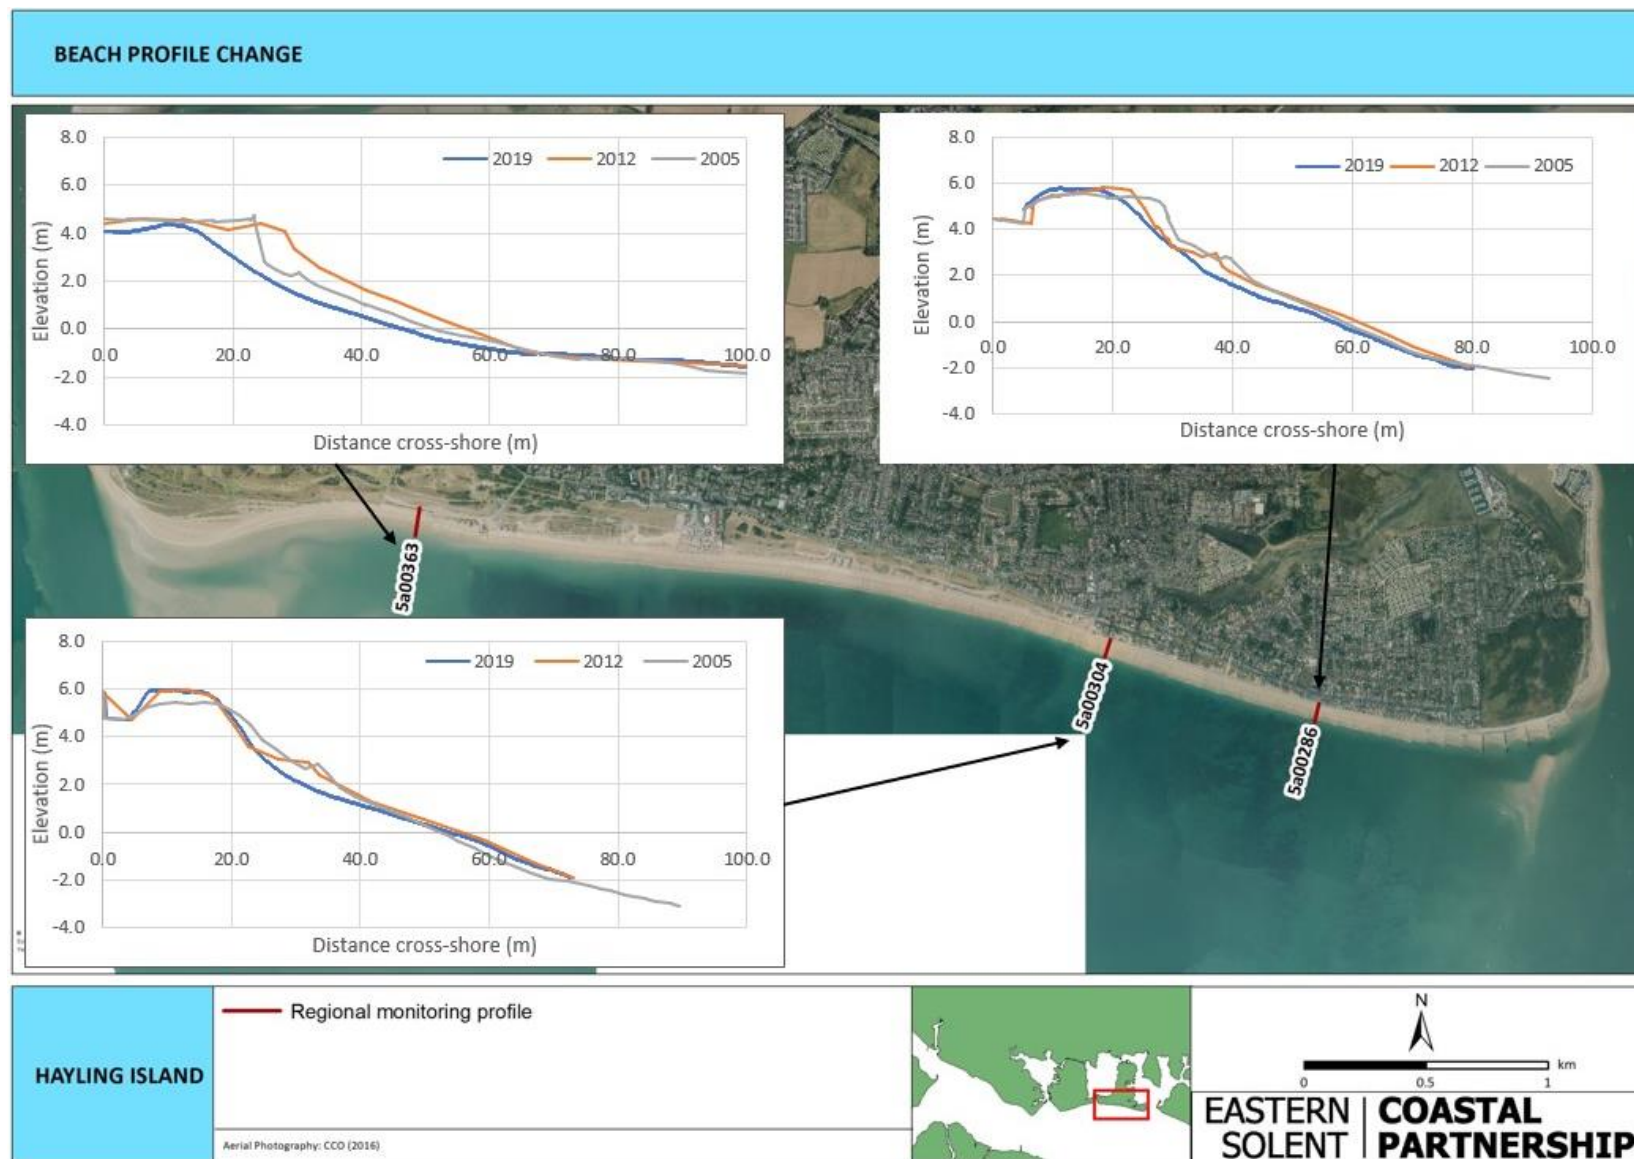 BEACH PROFILE CHANGE
8.0
6.0
4.0
2.0
0.0
-2.0
-4.0
Elevation (m)
2019 2012 2005
0.0 20.0 40.0 60.0 80.0 100.0
Distance cross-shore (m)
8.0
6.0
4.0
2.0
0.0
-2.0
-4.0
Elevation (m)
2019 2012 2005
0.0 20.0 40.0 60.0 80.0 100.0
Distance cross-shore (m)
5a00363
5a00304
5a00286
8.0
6.0
4.0
2.0
0.0
-2.0
-4.0
Elevation (m)
2019 2012 2005
0.0 20.0 40.0 60.0 80.0 100.0
Distance cross-shore (m)
HAYLING ISLAND
Regional monitoring profile
Aerial Photography: CCO (2016)
N
km
0 0.5 1
EASTERN SOLENT
COASTAL PARTNERSHIP